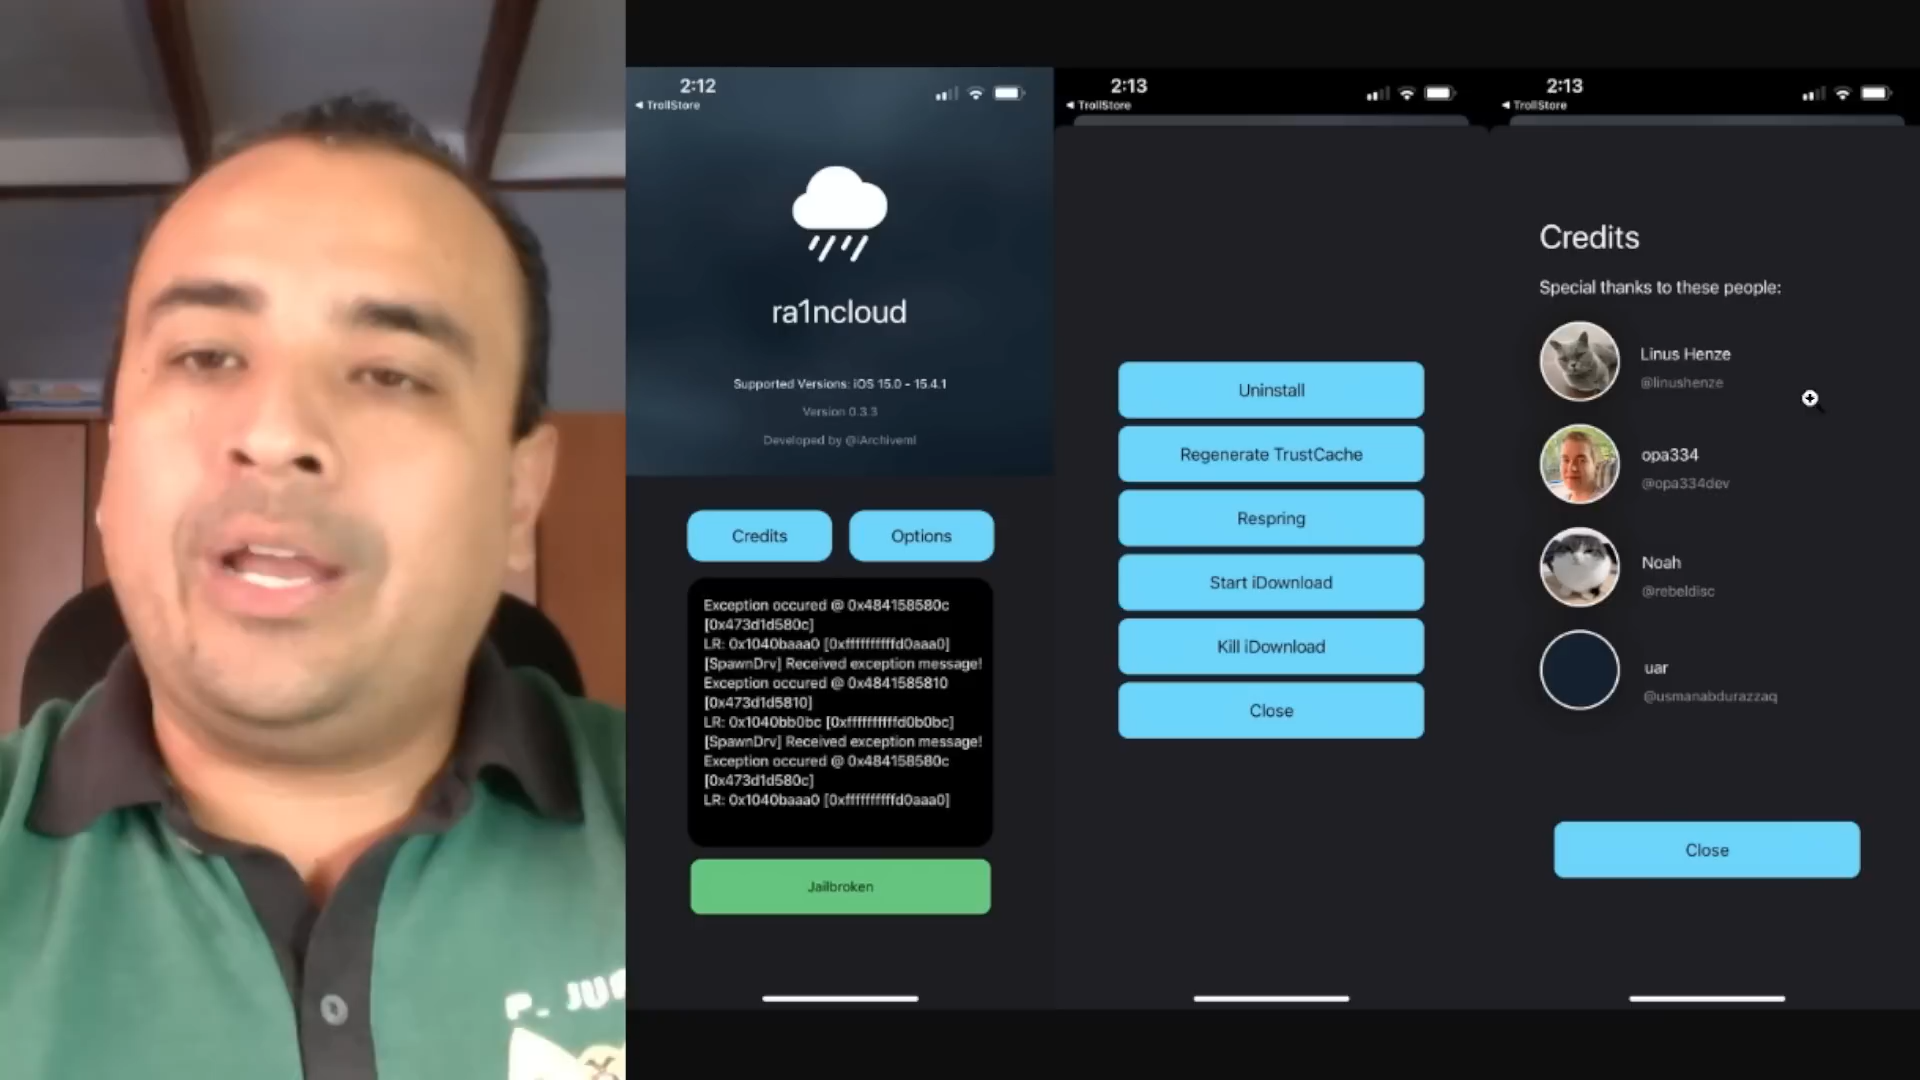 2:12
◀ TrollStore
ra1ncloud
Supported Versions: iOS 15.0 - 15.4.1
Version 0.3.3
Developed by @iArchiveml
Credits
Options
Exception occured @ 0x484158580c
[0x473d1d580c]
LR: 0x1040baaa0 [0xffffffffffd0aaa0]
[SpawnDrv] Received exception message!
Exception occured @ 0x4841585810
[0x473d1d5810]
LR: 0x1040bb0bc [0xffffffffffd0b0bc]
[SpawnDrv] Received exception message!
Exception occured @ 0x484158580c
[0x473d1d580c]
LR: 0x1040baaa0 [0xffffffffffd0aaa0]
Jailbroken
2:13
◀ TrollStore
Uninstall
Regenerate TrustCache
Respring
Start iDownload
Kill iDownload
Close
2:13
◀ TrollStore
Credits
Special thanks to these people:
Linus Henze
@linushenze
opa334
@opa334dev
Noah
@rebeldisc
uar
@usmanabdurazzaq
Close